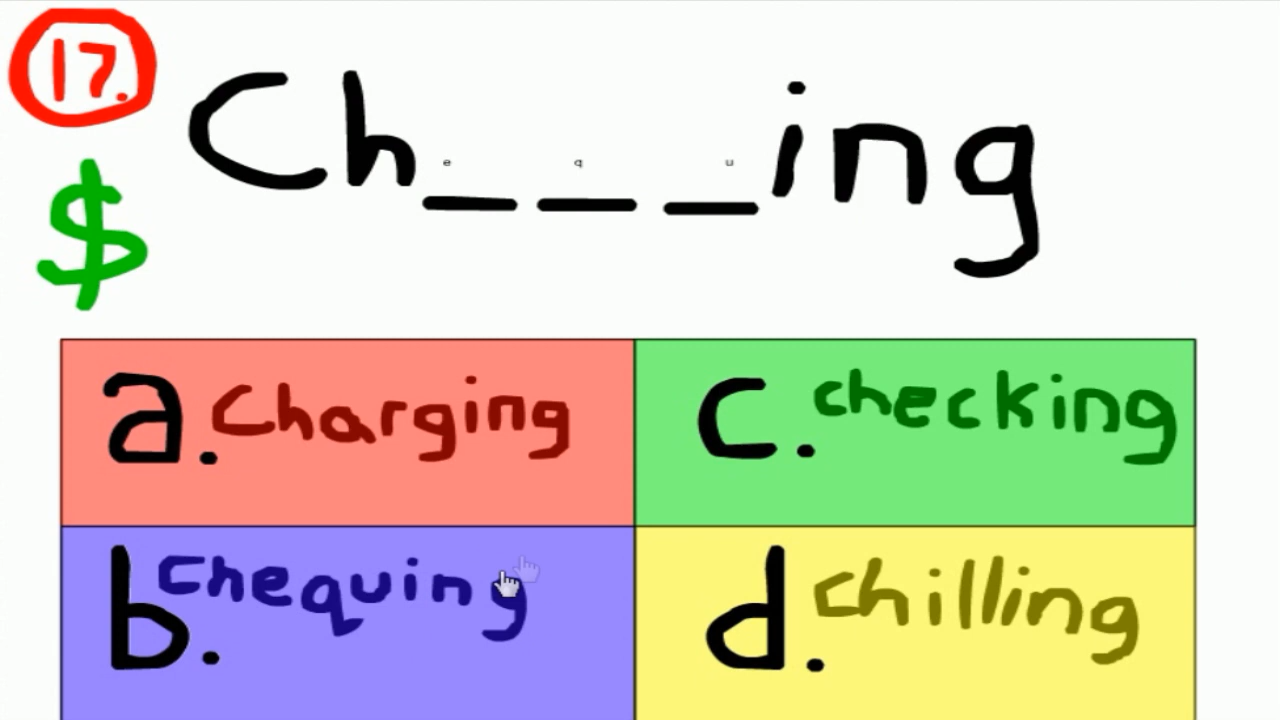 17.
Ch___ing
e q u
$
a. Charging
c. checking
b. chequing
d. chilling